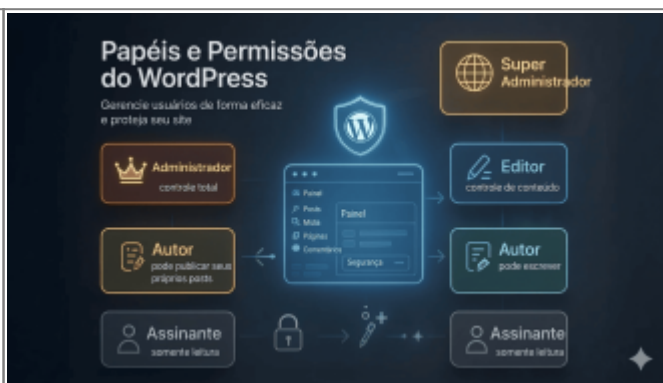 Papéis e Permissões
do WordPress
Gerencie usuários de forma eficaz
e proteja seu site
Super
Administrador
Administrador
controle total
Editor
controle de conteúdo
Painel
Posts
Mídia
Páginas
Comentários
Painel
Segurança
Autor
pode publicar seus
próprios posts
Autor
pode escrever
Assinante
somente leitura
Assinante
somente leitura